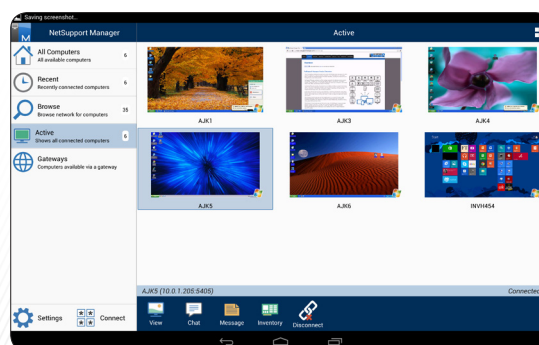 Saving screenshot...
NetSupport Manager
Active
All Computers
All available computers
6
Recent
Recently connected computers
6
Browse
Browse network for computers
35
Active
Shows all connected computers
6
Gateways
Computers available via a gateway
AJK1
AJK3
AJK4
AJK5
AJK6
INVH454
AJK5 (10.0.1.205:5405)
Connected
Settings
Connect
View
Chat
Message
Inventory
Disconnect